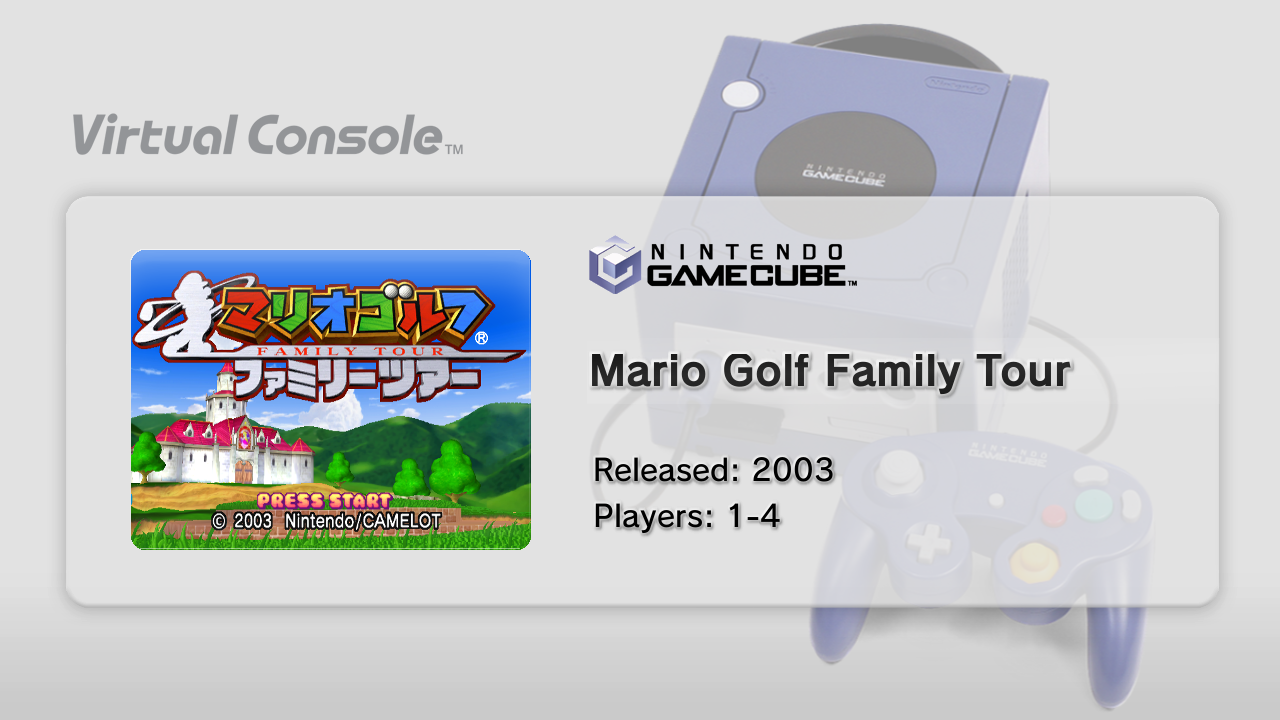 Nintendo
NINTENDO
GAMECUBE
Virtual Console™
NINTENDO
GAMECUBE™
マリオゴルフ®
FAMILY TOUR
ファミリーツアー
PRESS START
© 2003 Nintendo/CAMELOT
Mario Golf Family Tour
Released: 2003
Players: 1-4
NINTENDO
GAMECUBE